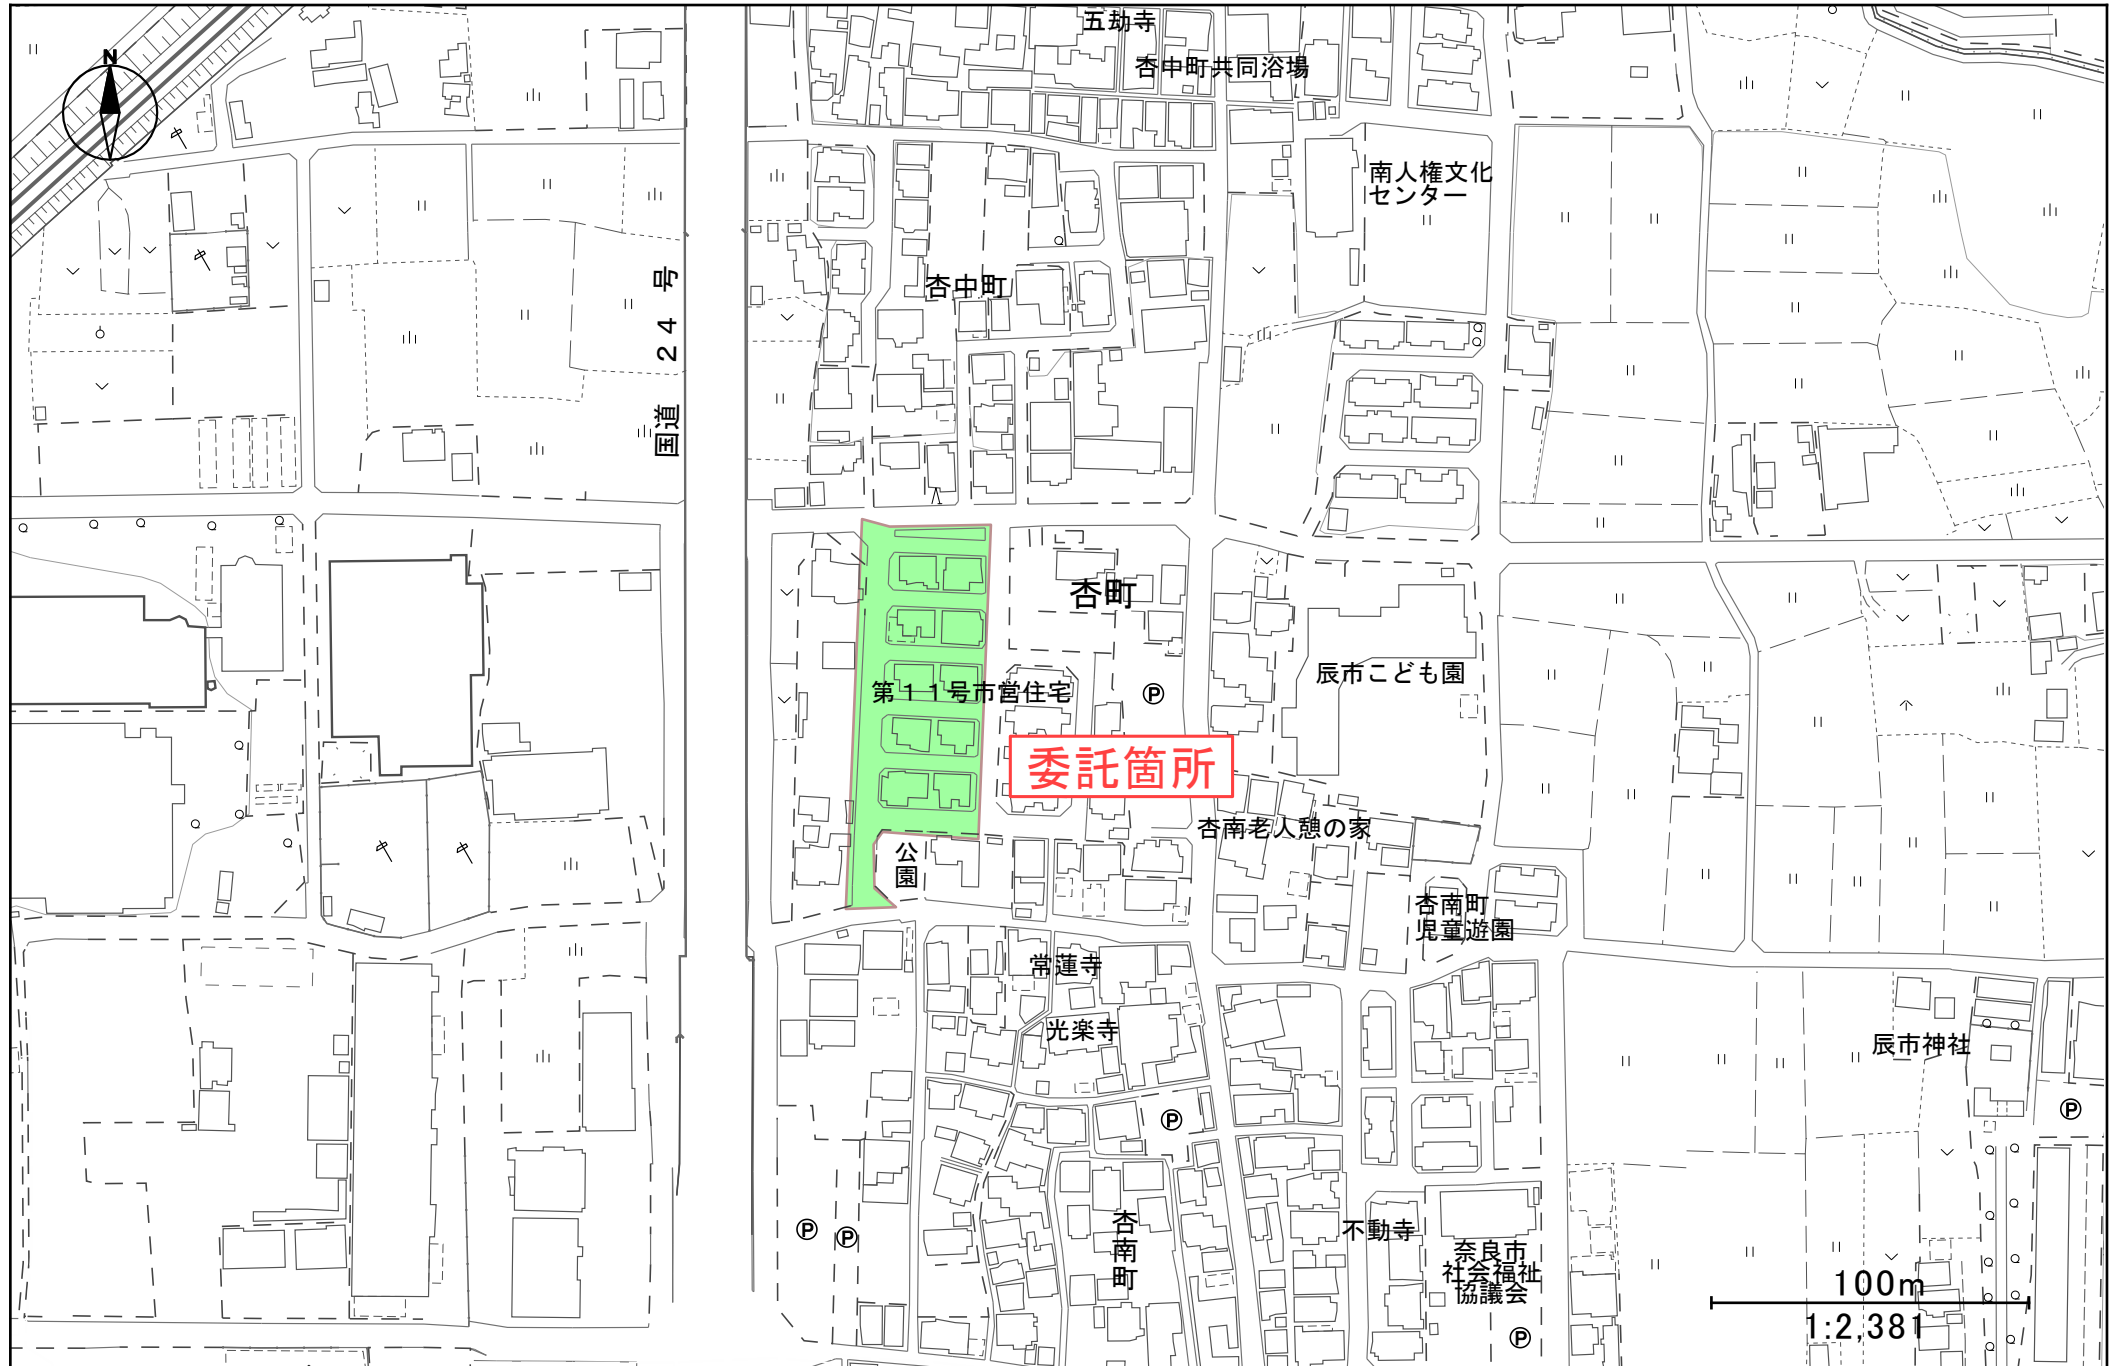 五劫寺
杏中町共同浴場
N
南人権文化
センター
国道 24 号
杏中町
杏町
辰市こども園
第11号市営住宅
P
委託箇所
杏南老人憩の家
公園
杏南町
児童遊園
常蓮寺
光楽寺
辰市神社
P
P
P
P
杏南町
不動寺
奈良市
社会福祉
協議会
P
100m
1:2,381